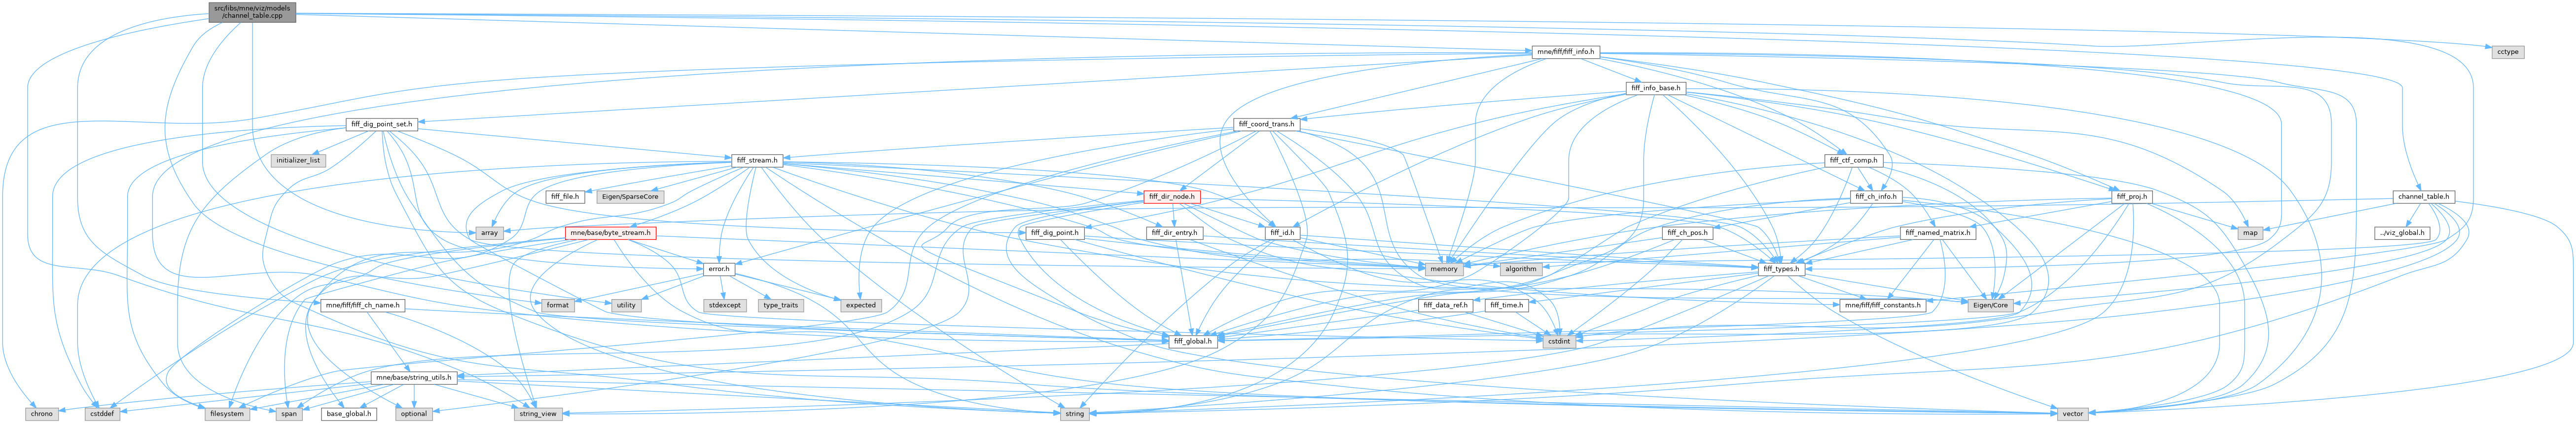 src/libs/mne/viz/models
/channel_table.cpp
mne/fiff/fiff_info.h
cctype
fiff_info_base.h
fiff_dig_point_set.h
fiff_coord_trans.h
initializer_list
fiff_stream.h
fiff_ctf_comp.h
fiff_file.h
Eigen/SparseCore
fiff_dir_node.h
fiff_ch_info.h
fiff_proj.h
channel_table.h
array
mne/base/byte_stream.h
fiff_dig_point.h
fiff_dir_entry.h
fiff_id.h
fiff_ch_pos.h
fiff_named_matrix.h
map
../viz_global.h
error.h
memory
algorithm
fiff_types.h
mne/fiff/fiff_ch_name.h
format
utility
stdexcept
type_traits
expected
mne/fiff/fiff_constants.h
fiff_data_ref.h
fiff_time.h
Eigen/Core
fiff_global.h
cstdint
mne/base/string_utils.h
chrono
cstddef
filesystem
span
base_global.h
optional
string_view
string
vector